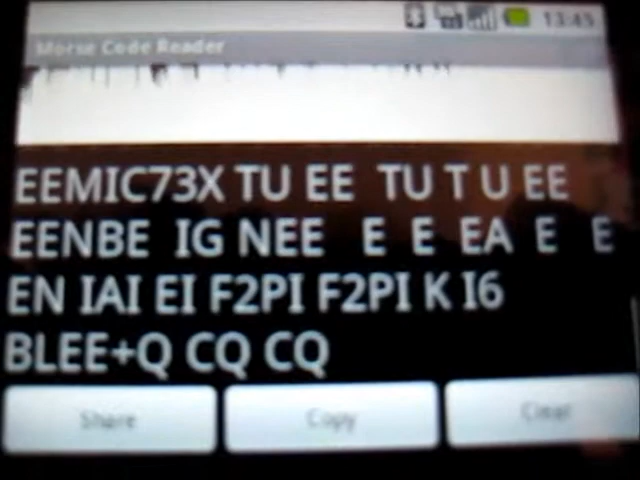 13:45
Morse Code Reader
EEMIC73X TU EE TU T U EE
EENBE IG NEE E E EA E E
EN IAI EI F2PI F2PI K I6
BLEE+Q CQ CQ
Share Copy Clear